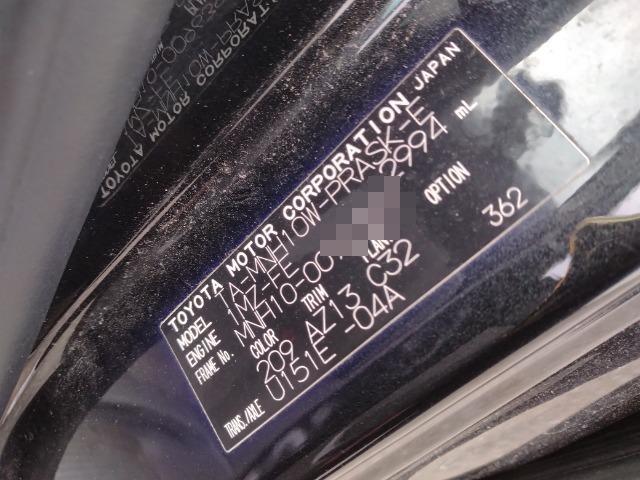 TOYOTA MOTOR CORPORATION JAPAN
MODEL TA-MNH10W-PRASK-E
ENGINE 1MZ-FE 2994 mL
FRAME No. MNH10-00
COLOR TRIM PLANT OPTION
209 AZ13 C32 362
TRANS./AXLE U151E -04A